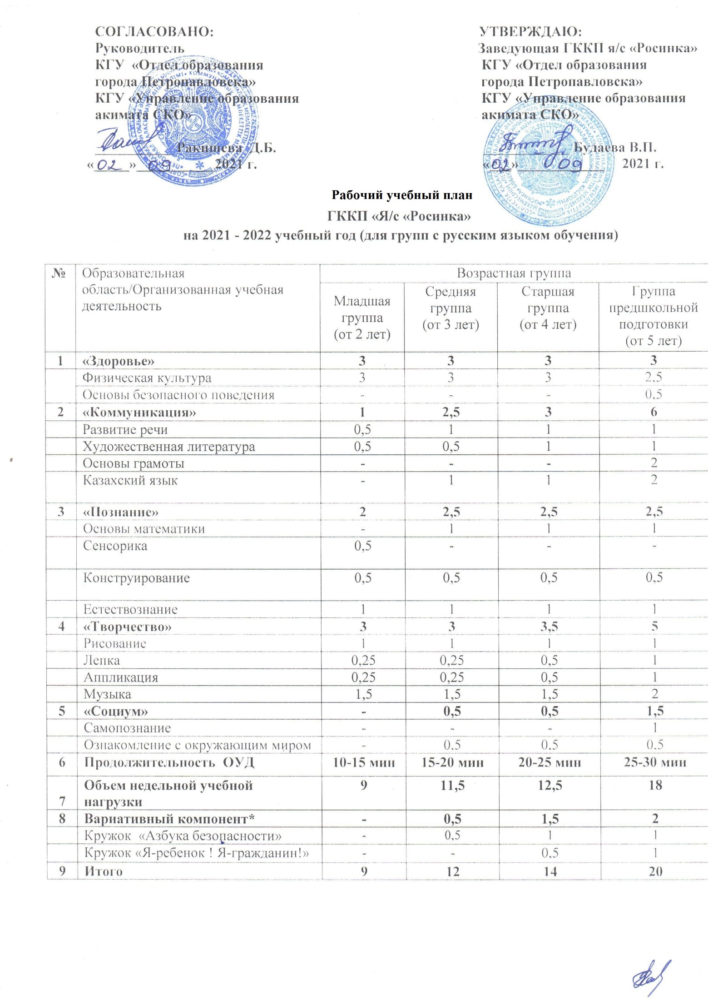 СОГЛАСОВАНО:
Руководитель
КГУ «Отдел образования
города Петропавловска»
КГУ «Управление образования
акимата СКО»
Ракишева Д.Б.
«02» 09 2021 г.
УТВЕРЖДАЮ:
Заведующая ГККП я/с «Росинка»
КГУ «Отдел образования
города Петропавловска»
КГУ «Управление образования
акимата СКО»
Будаева В.П.
«02» 09 2021 г.
Рабочий учебный план
ГККП «Я/с «Росинка»
на 2021 - 2022 учебный год (для групп с русским языком обучения)
№ Образовательная область/Организованная учебная деятельность Возрастная группа
Младшая группа (от 2 лет) Средняя группа (от 3 лет) Старшая группа (от 4 лет) Группа предшкольной подготовки (от 5 лет)
1 «Здоровье» 3 3 3 3
Физическая культура 3 3 3 2,5
Основы безопасного поведения - - - 0,5
2 «Коммуникация» 1 2,5 3 6
Развитие речи 0,5 1 1 1
Художественная литература 0,5 0,5 1 1
Основы грамоты - - - 2
Казахский язык - 1 1 2
3 «Познание» 2 2,5 2,5 2,5
Основы математики - 1 1 1
Сенсорика 0,5 - - -
Конструирование 0,5 0,5 0,5 0,5
Естествознание 1 1 1 1
4 «Творчество» 3 3 3,5 5
Рисование 1 1 1 1
Лепка 0,25 0,25 0,5 1
Аппликация 0,25 0,25 0,5 1
Музыка 1,5 1,5 1,5 2
5 «Социум» - 0,5 0,5 1,5
Самопознание - - - 1
Ознакомление с окружающим миром - 0,5 0,5 0,5
6 Продолжительность ОУД 10-15 мин 15-20 мин 20-25 мин 25-30 мин
7 Объем недельной учебной нагрузки 9 11,5 12,5 18
8 Вариативный компонент* - 0,5 1,5 2
Кружок «Азбука безопасности» - 0,5 1 1
Кружок «Я-ребенок ! Я-гражданин!» - - 0,5 1
9 Итого 9 12 14 20